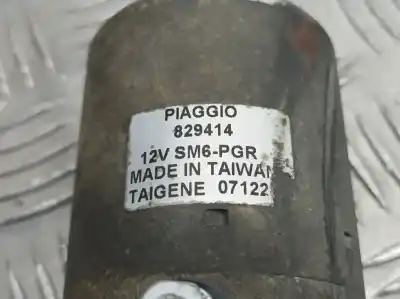 PIAGGIO
829414
12V SM6-PGR
MADE IN TAIWAN
TAIGENE 07122